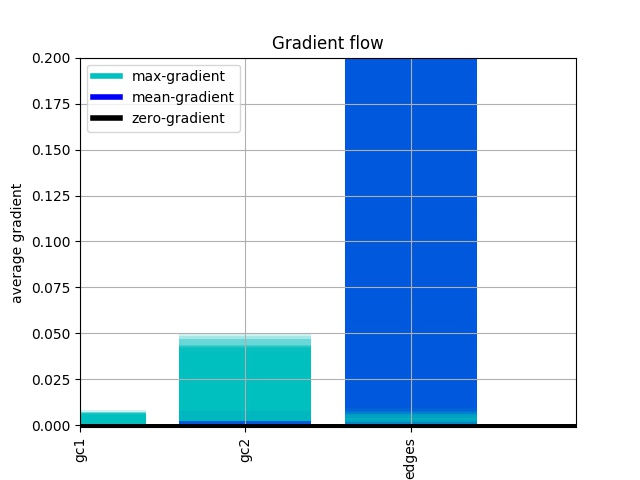 Gradient flow
max-gradient
mean-gradient
zero-gradient
average gradient
0.200
0.175
0.150
0.125
0.100
0.075
0.050
0.025
0.000
gc1
gc2
edges